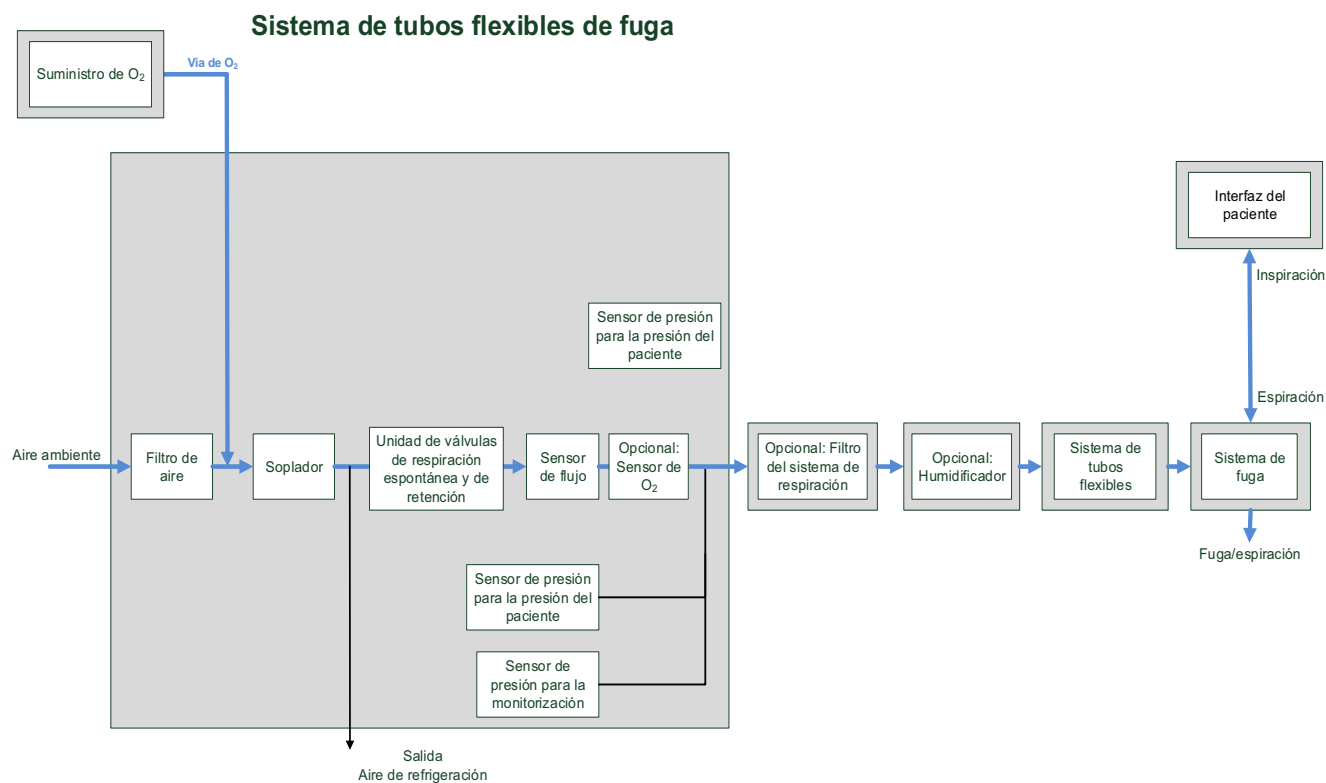 Sistema de tubos flexibles de fuga
Suministro de O₂
Vía de O₂
Interfaz del
paciente
Inspiración
Sensor de presión
para la presión del
paciente
Espiración
Aire ambiente
Filtro de
aire
Soplador
Unidad de válvulas
de respiración
espontánea y de
retención
Sensor
de flujo
Opcional:
Sensor de
O₂
Opcional: Filtro
del sistema de
respiración
Opcional:
Humidificador
Sistema de
tubos
flexibles
Sistema de
fuga
Fuga/espiración
Sensor de presión
para la presión del
paciente
Sensor de
presión para la
monitorización
Salida
Aire de refrigeración